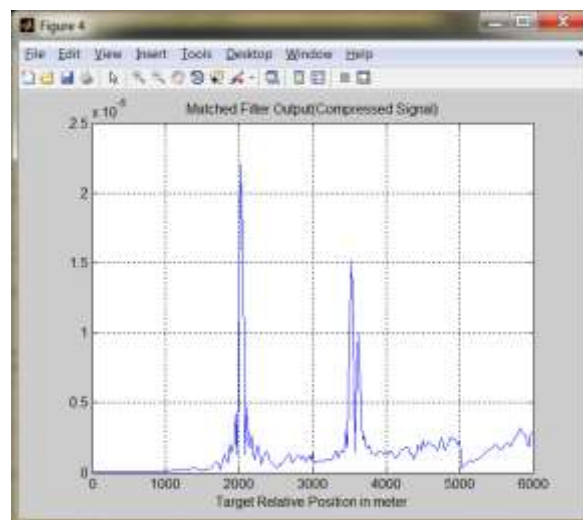 Figure 4
File Edit View Insert Tools Desktop Window Help
x 10
Matched Filter Output(Compressed Signal)
2.5
2
1.5
1
0.5
0
0 1000 2000 3000 4000 5000 6000
Target Relative Position in meter